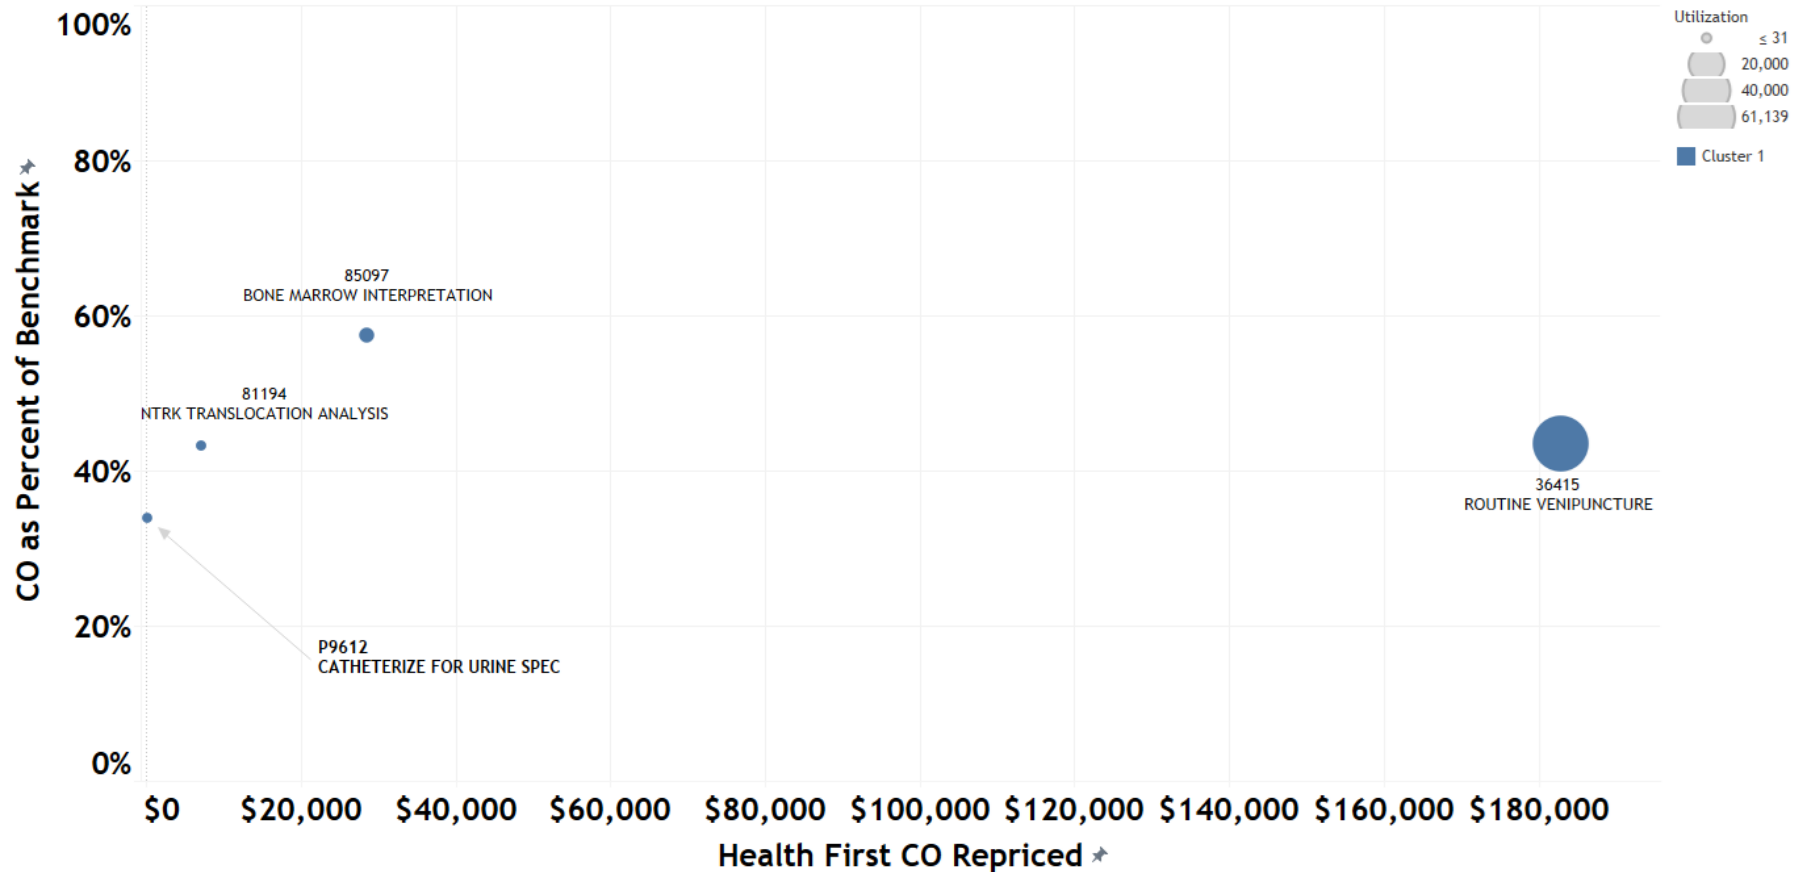 100%
80%
60%
40%
20%
0%
CO as Percent of Benchmark
85097
BONE MARROW INTERPRETATION
81194
NTRK TRANSLOCATION ANALYSIS
36415
ROUTINE VENIPUNCTURE
P9612
CATHETERIZE FOR URINE SPEC
$0 $20,000 $40,000 $60,000 $80,000 $100,000 $120,000 $140,000 $160,000 $180,000
Health First CO Repriced
Utilization
≤ 31
20,000
40,000
61,139
Cluster 1